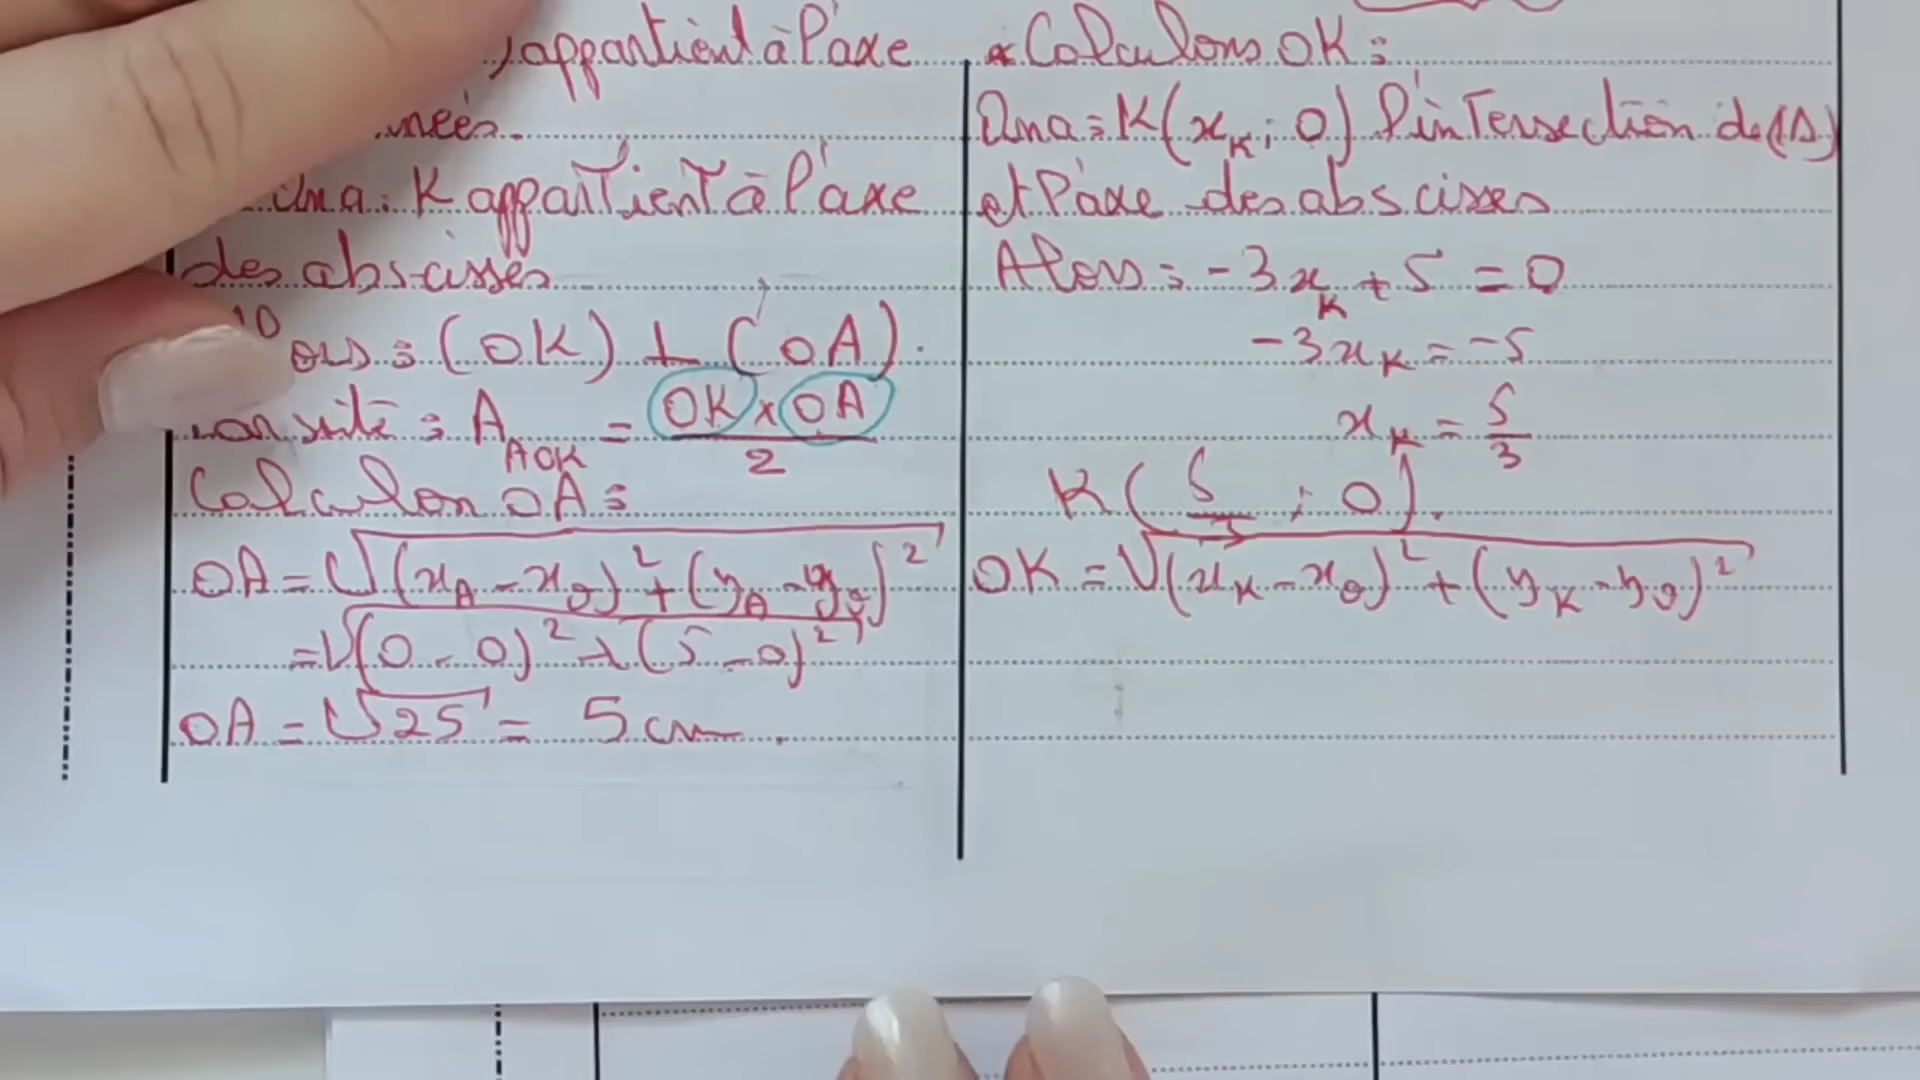 appartient à l'axe
nées.
On a : K appartient à l'axe
des abscisses
(OK) ⊥ (OA).
A_AOK = OK × OA / 2
Calculon OA :
OA = √((x_A - x_o)² + (y_A - y_o)²)
= √((0 - 0)² + (5 - 0)²)
OA = √25 = 5 cm.
* Calculons OK :
On a : K(x_K ; 0) l'intersection de (D)
et l'axe des abscisses
Alors : -3x_K + 5 = 0
-3x_K = -5
x_K = 5/3
K(5/3 ; 0).
OK = √((x_K - x_o)² + (y_K - y_o)²)